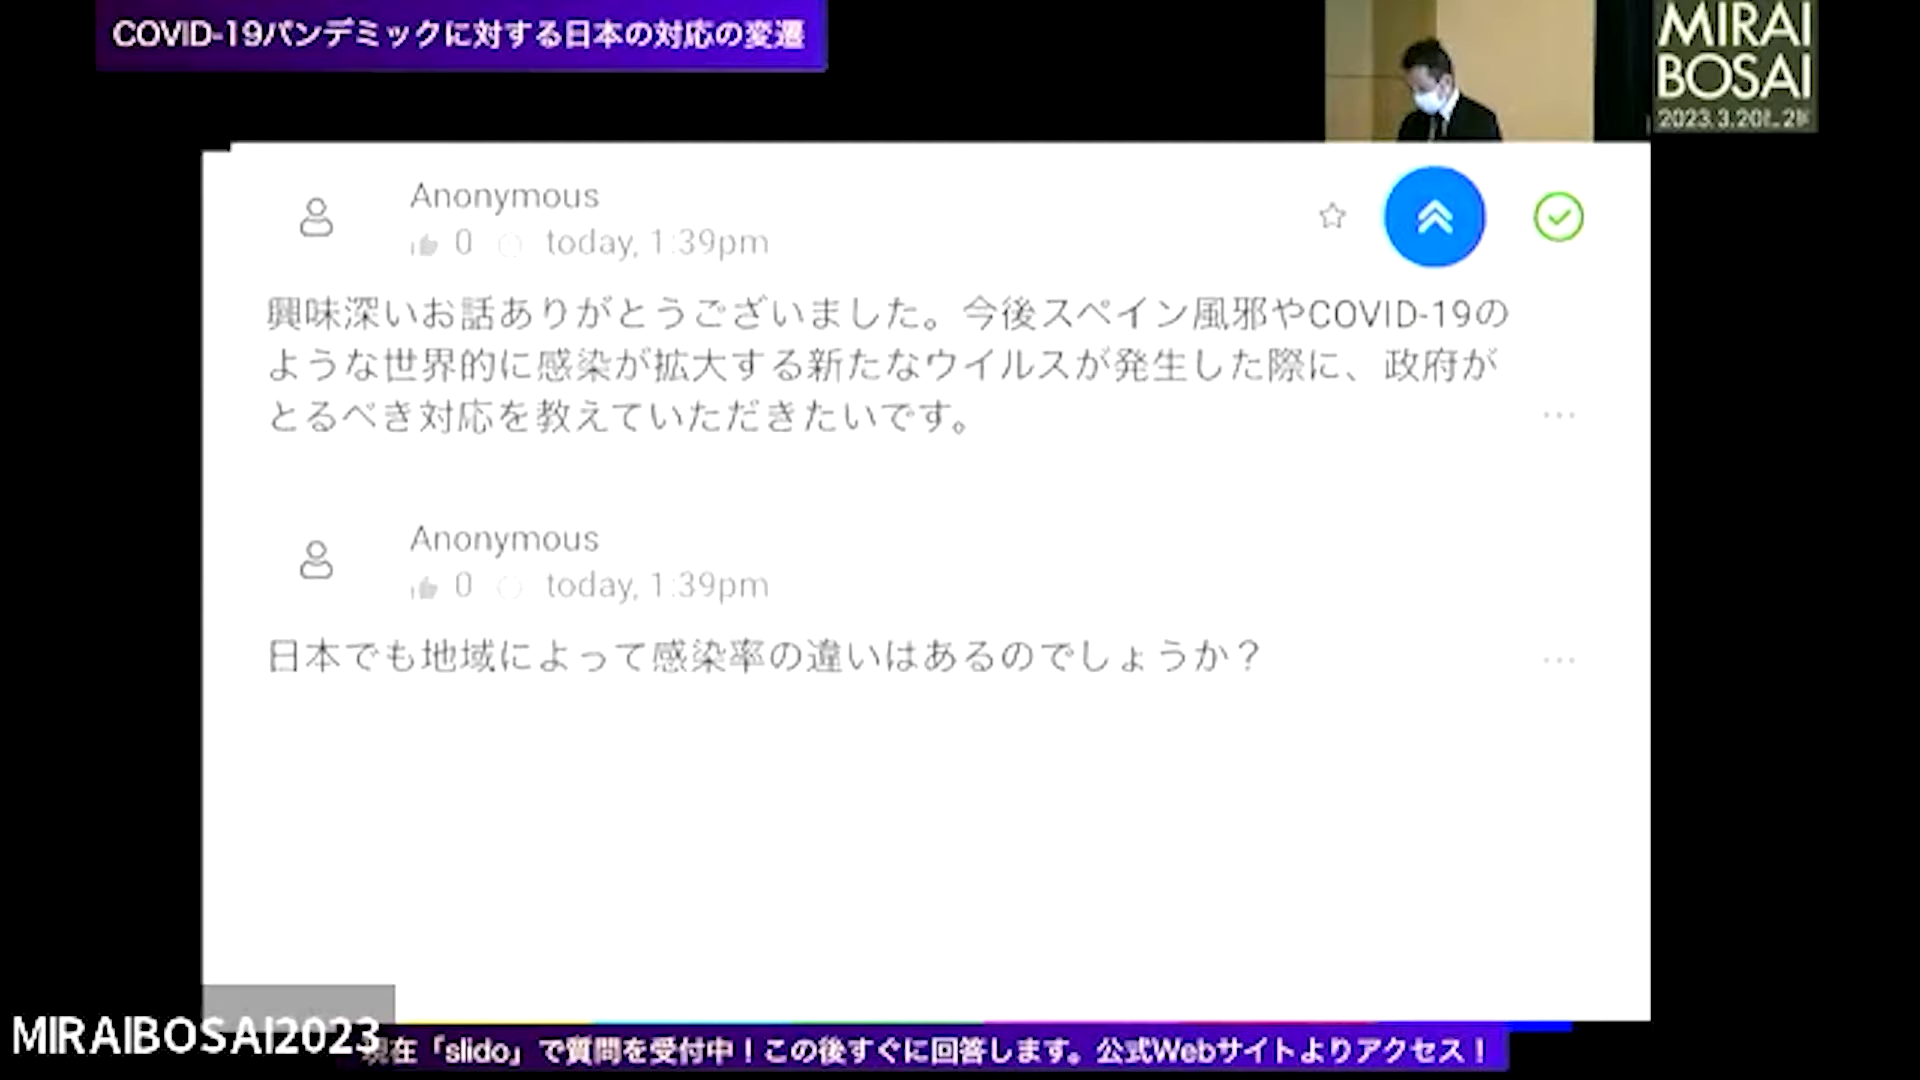 COVID-19パンデミックに対する日本の対応の変遷
MIRAI
BOSAI
Anonymous
0 today, 1:39pm
興味深いお話ありがとうございました。今後スペイン風邪やCOVID-19の
ような世界的に感染が拡大する新たなウイルスが発生した際に、政府が
とるべき対応を教えていただきたいです。
Anonymous
0 today, 1:39pm
日本でも地域によって感染率の違いはあるのでしょうか？
MIRAIBOSAI2023
現在「slido」で質問を受付中！この後すぐに回答します。公式Webサイトよりアクセス！